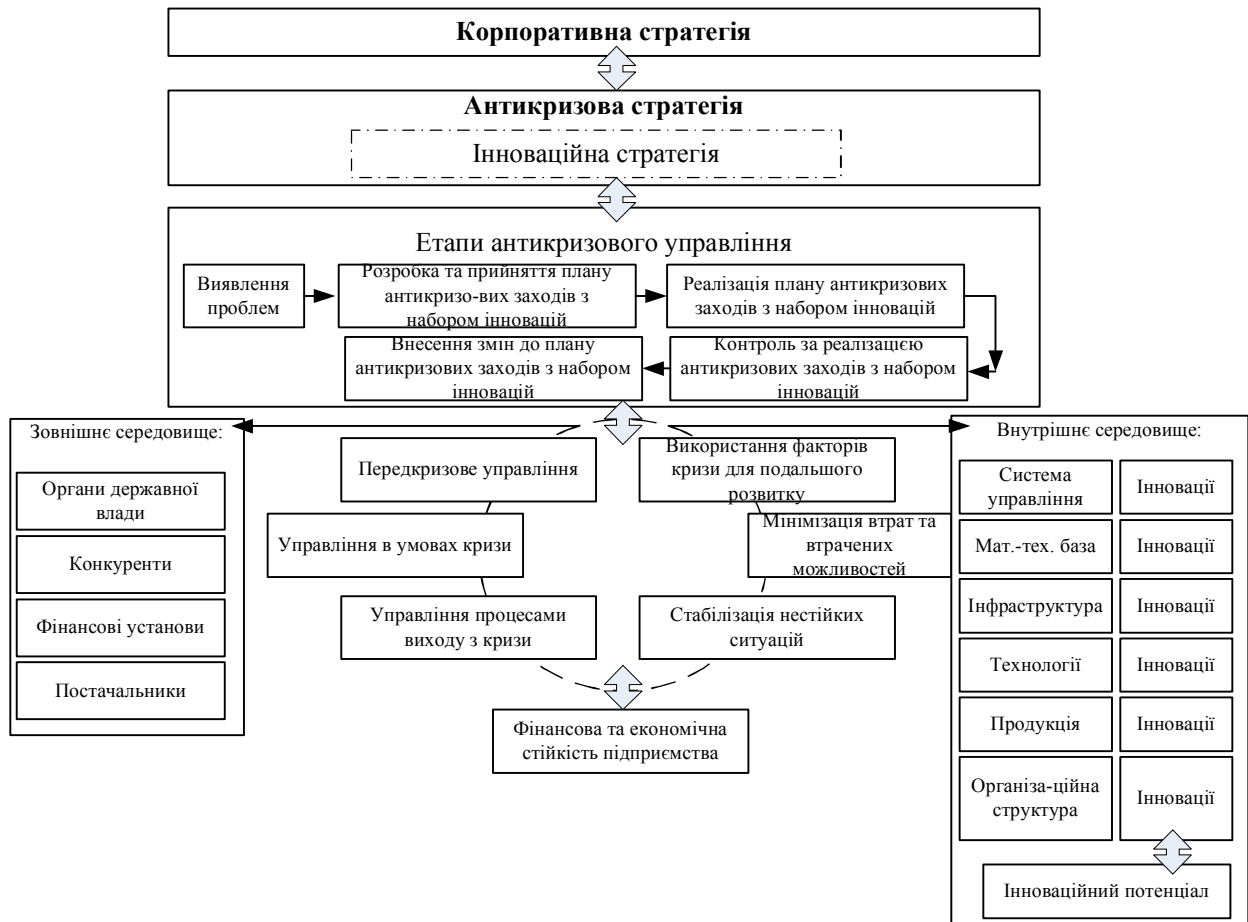 Корпоративна стратегія
Антикризова стратегія
Інноваційна стратегія
Етапи антикризового управління
Виявлення
проблем
Розробка та прийняття плану
антикризо-вих заходів з
набором інновацій
Реалізація плану антикризових
заходів з набором інновацій
Внесення змін до плану
антикризових заходів з набором
інновацій
Контроль за реалізацією
антикризових заходів з набором
інновацій
Зовнішнє середовище:
Органи державної
влади
Конкуренти
Фінансові установи
Постачальники
Передкризове управління
Управління в умовах кризи
Управління процесами
виходу з кризи
Використання факторів
кризи для подальшого
розвитку
Мінімізація втрат та
втрачених
можливостей
Стабілізація нестійких
ситуацій
Фінансова та економічна
стійкість підприємства
Внутрішнє середовище:
Система
управління
Інновації
Мат.-тех. база
Інновації
Інфраструктура
Інновації
Технології
Інновації
Продукція
Інновації
Організа-ційна
структура
Інновації
Інноваційний потенціал